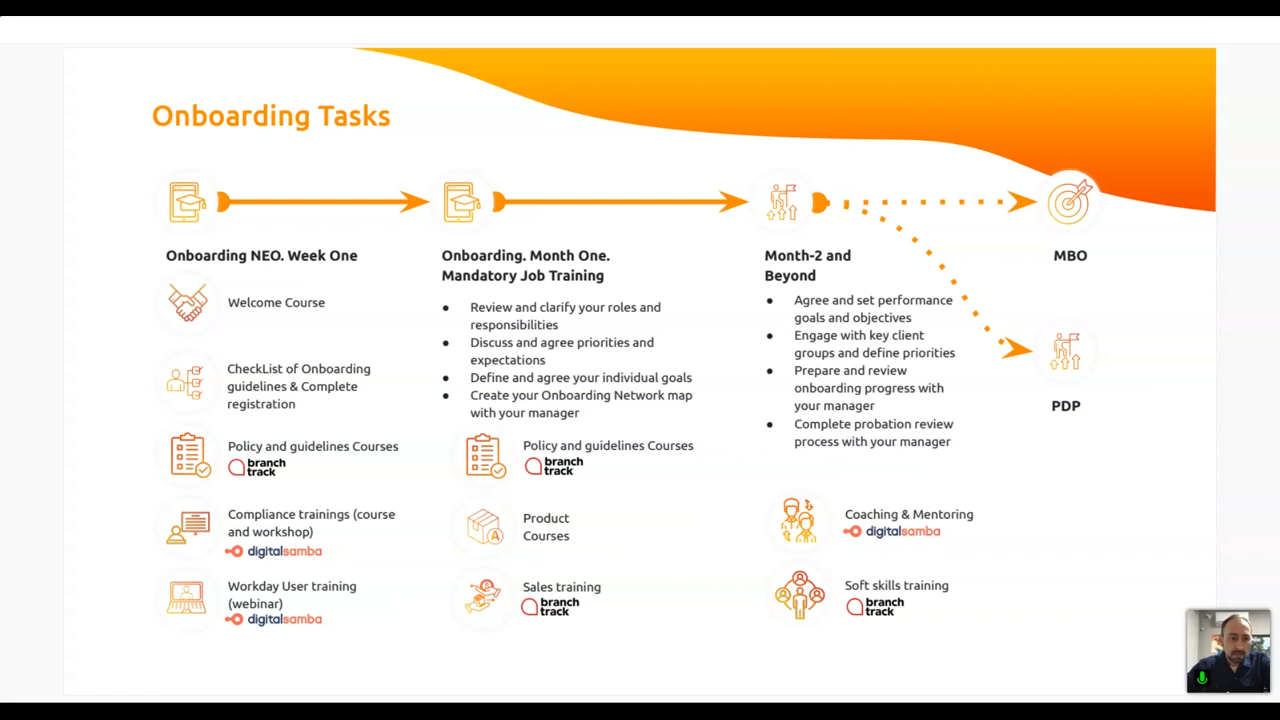 Onboarding Tasks
Onboarding NEO. Week One
Welcome Course
CheckList of Onboarding
guidelines & Complete
registration
Policy and guidelines Courses
branch
track
Compliance trainings (course
and workshop)
digitalsamba
Workday User training
(webinar)
digitalsamba
Onboarding. Month One.
Mandatory Job Training
● Review and clarify your roles and
responsibilities
● Discuss and agree priorities and
expectations
● Define and agree your individual goals
● Create your Onboarding Network map
with your manager
Policy and guidelines Courses
branch
track
A
Product
Courses
Sales training
branch
track
Month-2 and
Beyond
● Agree and set performance
goals and objectives
● Engage with key client
groups and define priorities
● Prepare and review
onboarding progress with
your manager
● Complete probation review
process with your manager
Coaching & Mentoring
digitalsamba
Soft skills training
branch
track
MBO
PDP